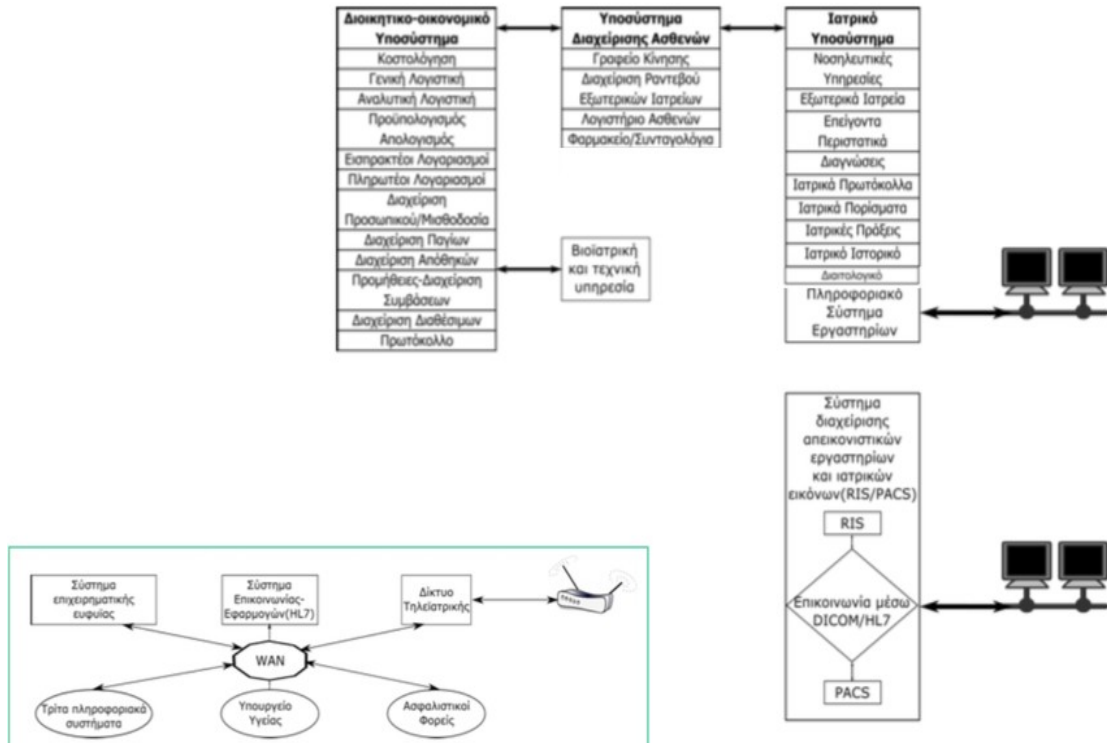 Διοικητικο-οικονομικό
Υποσύστημα
Κοστολόγηση
Γενική Λογιστική
Αναλυτική Λογιστική
Προϋπολογισμός
Απολογισμός
Εισπρακτέοι Λογαριασμοί
Πληρωτέοι Λογαριασμοί
Διαχείριση
Προσωπικού/Μισθοδοσία
Διαχείριση Παγίων
Διαχείριση Απόθηκών
Προμήθειες-Διαχείριση
Συμβάσεων
Διαχείριση Διαθέσιμων
Πρωτόκολλο
Υποσύστημα
Διαχείρισης Ασθενών
Γραφείο Κίνησης
Διαχείριση Ραντεβού
Εξωτερικών Ιατρείων
Λογιστήριο Ασθενών
Φαρμακείο/Συνταγολόγια
Βιοϊατρική
και τεχνική
υπηρεσία
Ιατρικό
Υποσύστημα
Νοσηλευτικές
Υπηρεσίες
Εξωτερικά Ιατρεία
Επείγοντα
Περιστατικά
Διαγνώσεις
Ιατρικά Πρωτόκολλα
Ιατρικά Πορίσματα
Ιατρικές Πράξεις
Ιατρικό Ιστορικό
Διαιτολογικό
Πληροφοριακό
Σύστημα
Εργαστηρίων
Σύστημα
διαχείρισης
απεικονιστικών
εργαστηρίων
και ιατρικών
εικόνων(RIS/PACS)
RIS
Επικοινωνία μέσω
DICOM/HL7
PACS
Σύστημα
επιχειρηματικής
ευφυίας
Σύστημα
Επικοινωνίας-
Εφαρμογών(HL7)
Δίκτυο
Τηλεϊατρικής
WAN
Τρίτα πληροφοριακά
συστήματα
Υπουργείο
Υγείας
Ασφαλιστικοί
Φορείς